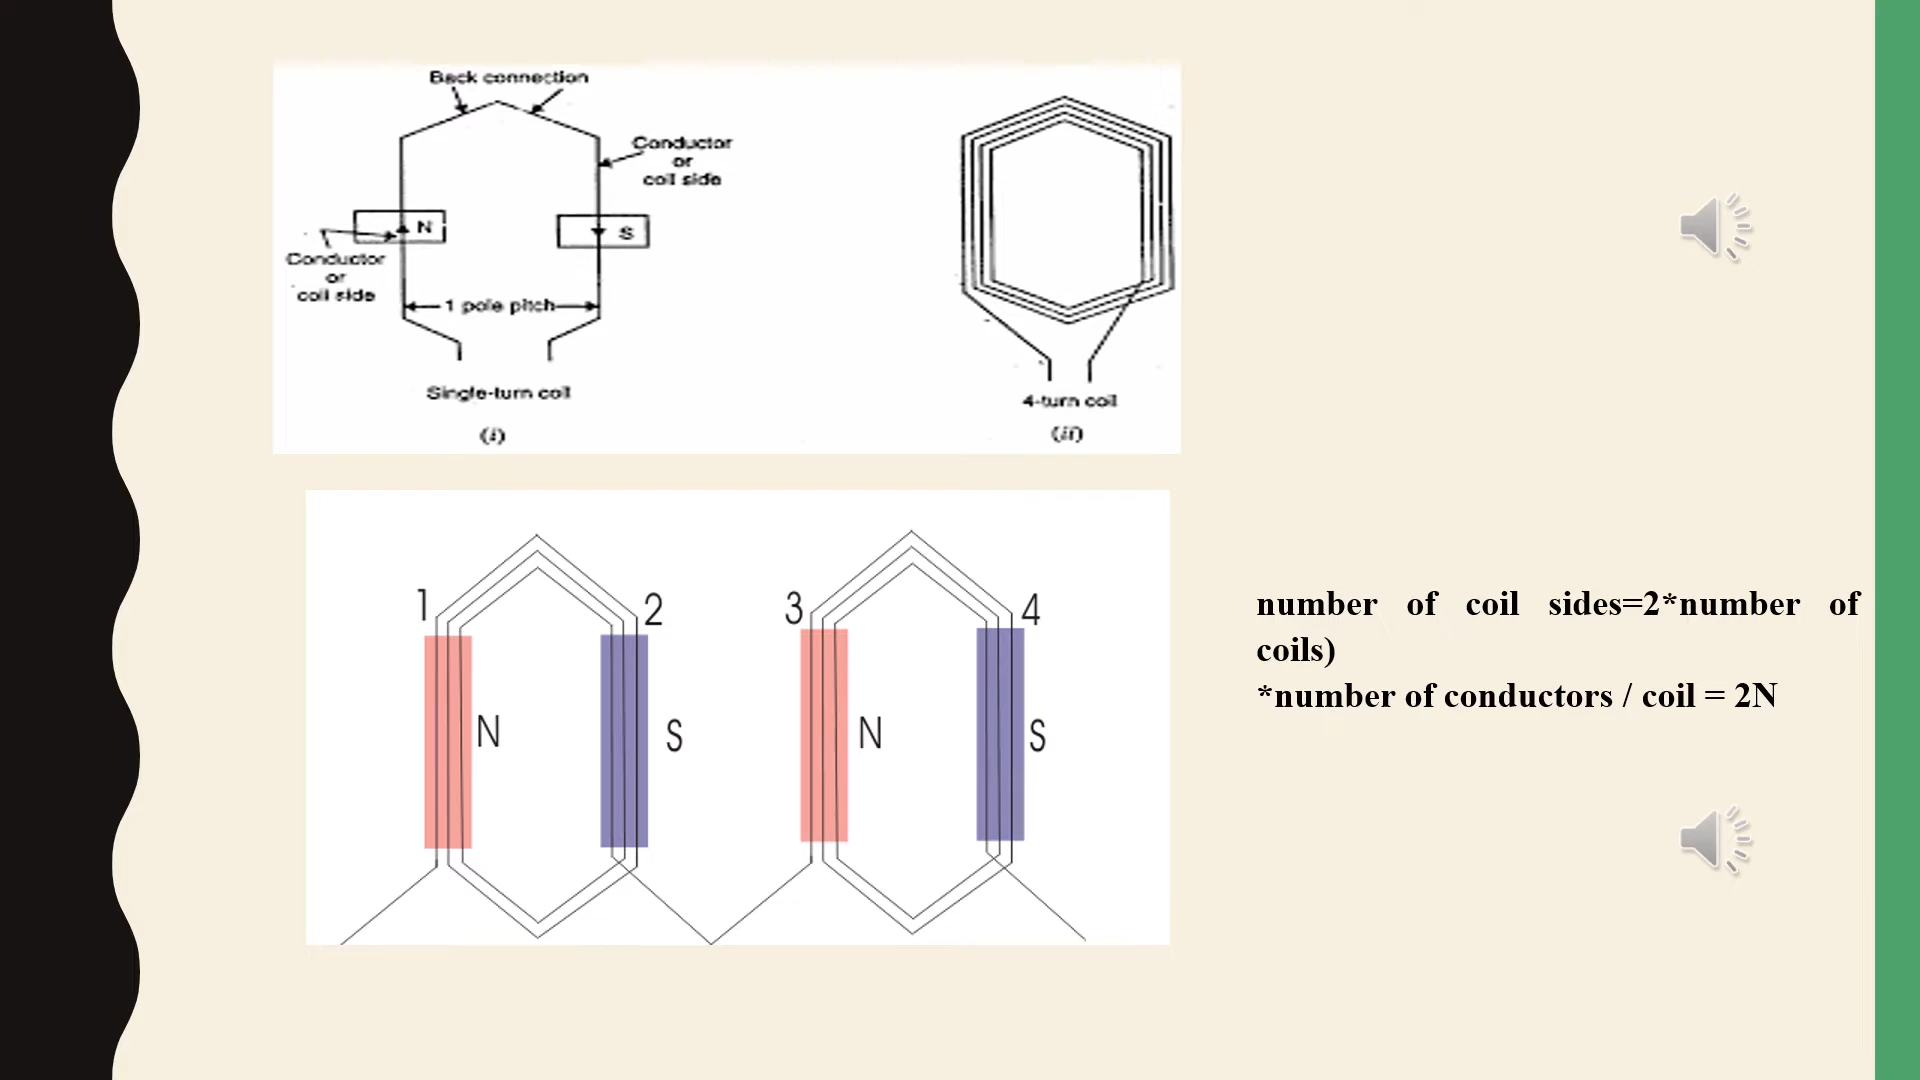 Back connection
Conductor
or
coil side
N
S
Conductor
or
coil side
1 pole pitch
Single-turn coil
(i)
4-turn coil
(ii)
1
2
3
4
N
S
N
S
number of coil sides=2*number of
coils)
*number of conductors / coil = 2N